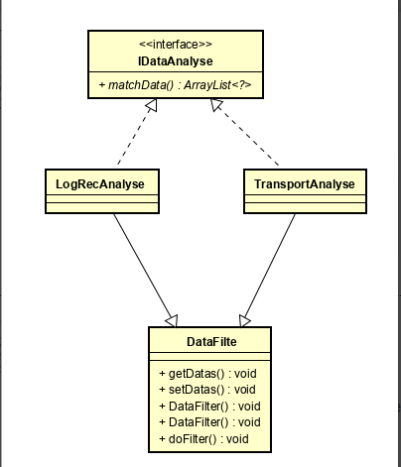 <<interface>>
IDataAnalyse
+ matchData() : ArrayList<?>
LogRecAnalyse
TransportAnalyse
DataFilte
+ getDatas() : void
+ setDatas() : void
+ DataFilter() : void
+ DataFilter() : void
+ doFilter() : void